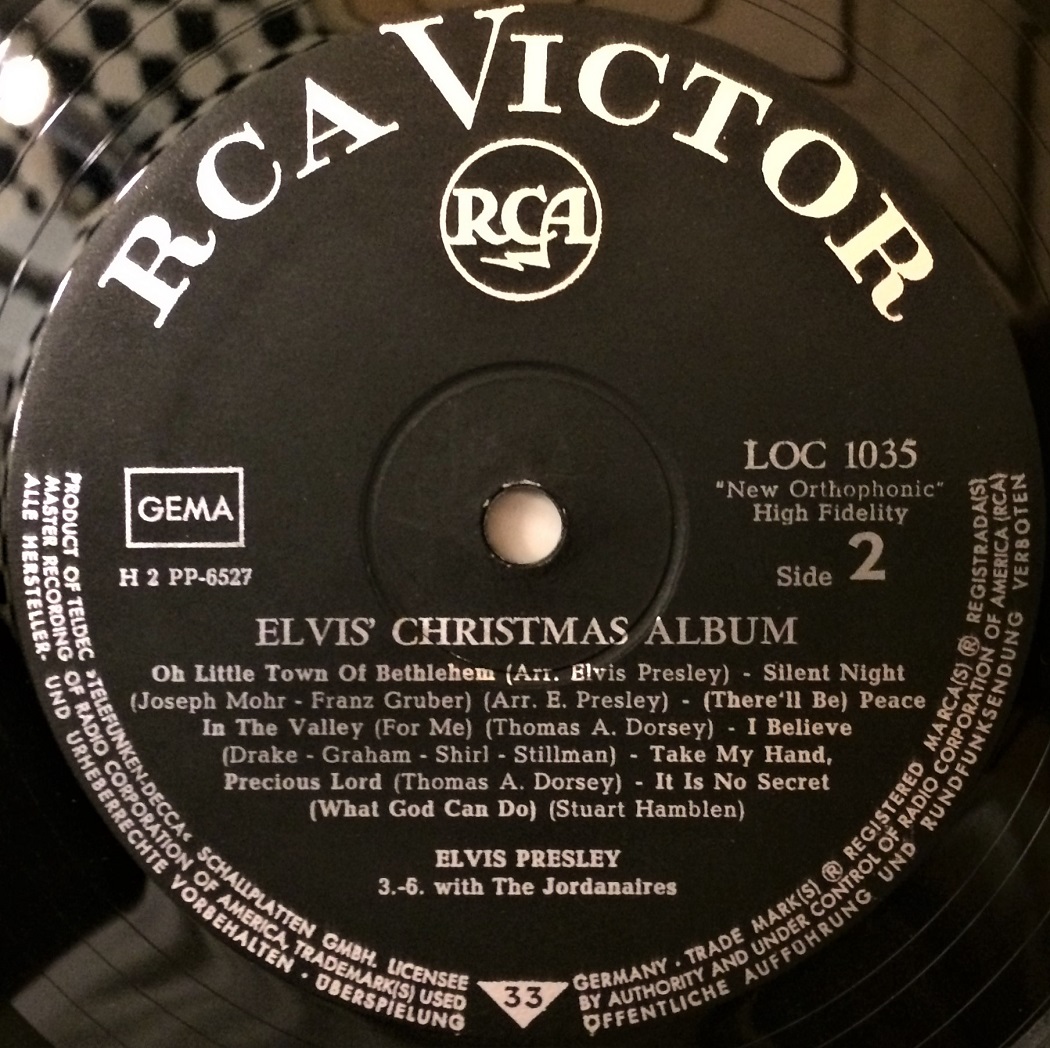 RCA VICTOR
RCA
GEMA
H 2 PP-6527
LOC 1035
"New Orthophonic"
High Fidelity
Side 2
ELVIS' CHRISTMAS ALBUM
Oh Little Town Of Bethlehem (Arr. Elvis Presley) - Silent Night
(Joseph Mohr - Franz Gruber) (Arr. E. Presley) - (There'll Be) Peace
In The Valley (For Me) (Thomas A. Dorsey) - I Believe
(Drake - Graham - Shirl - Stillman) - Take My Hand,
Precious Lord (Thomas A. Dorsey) - It Is No Secret
(What God Can Do) (Stuart Hamblen)
ELVIS PRESLEY
3.-6. with The Jordanaires
PRODUCT OF TELDEC »TELEFUNKEN-DECCA« SCHALLPLATTEN GMBH. LICENSEE
MASTER RECORDING OF RADIO CORPORATION OF AMERICA, TRADEMARK(S) USED
ALLE HERSTELLER- UND URHEBERRECHTE VORBEHALTEN · ÜBERSPIELUNG
33
GERMANY · TRADE MARK(S) ® REGISTERED MARCA(S) ® REGISTRADA(S)
BY AUTHORITY AND UNDER CONTROL OF RADIO CORPORATION OF AMERICA (RCA)
ÖFFENTLICHE AUFFÜHRUNG UND RUNDFUNKSENDUNG VERBOTEN